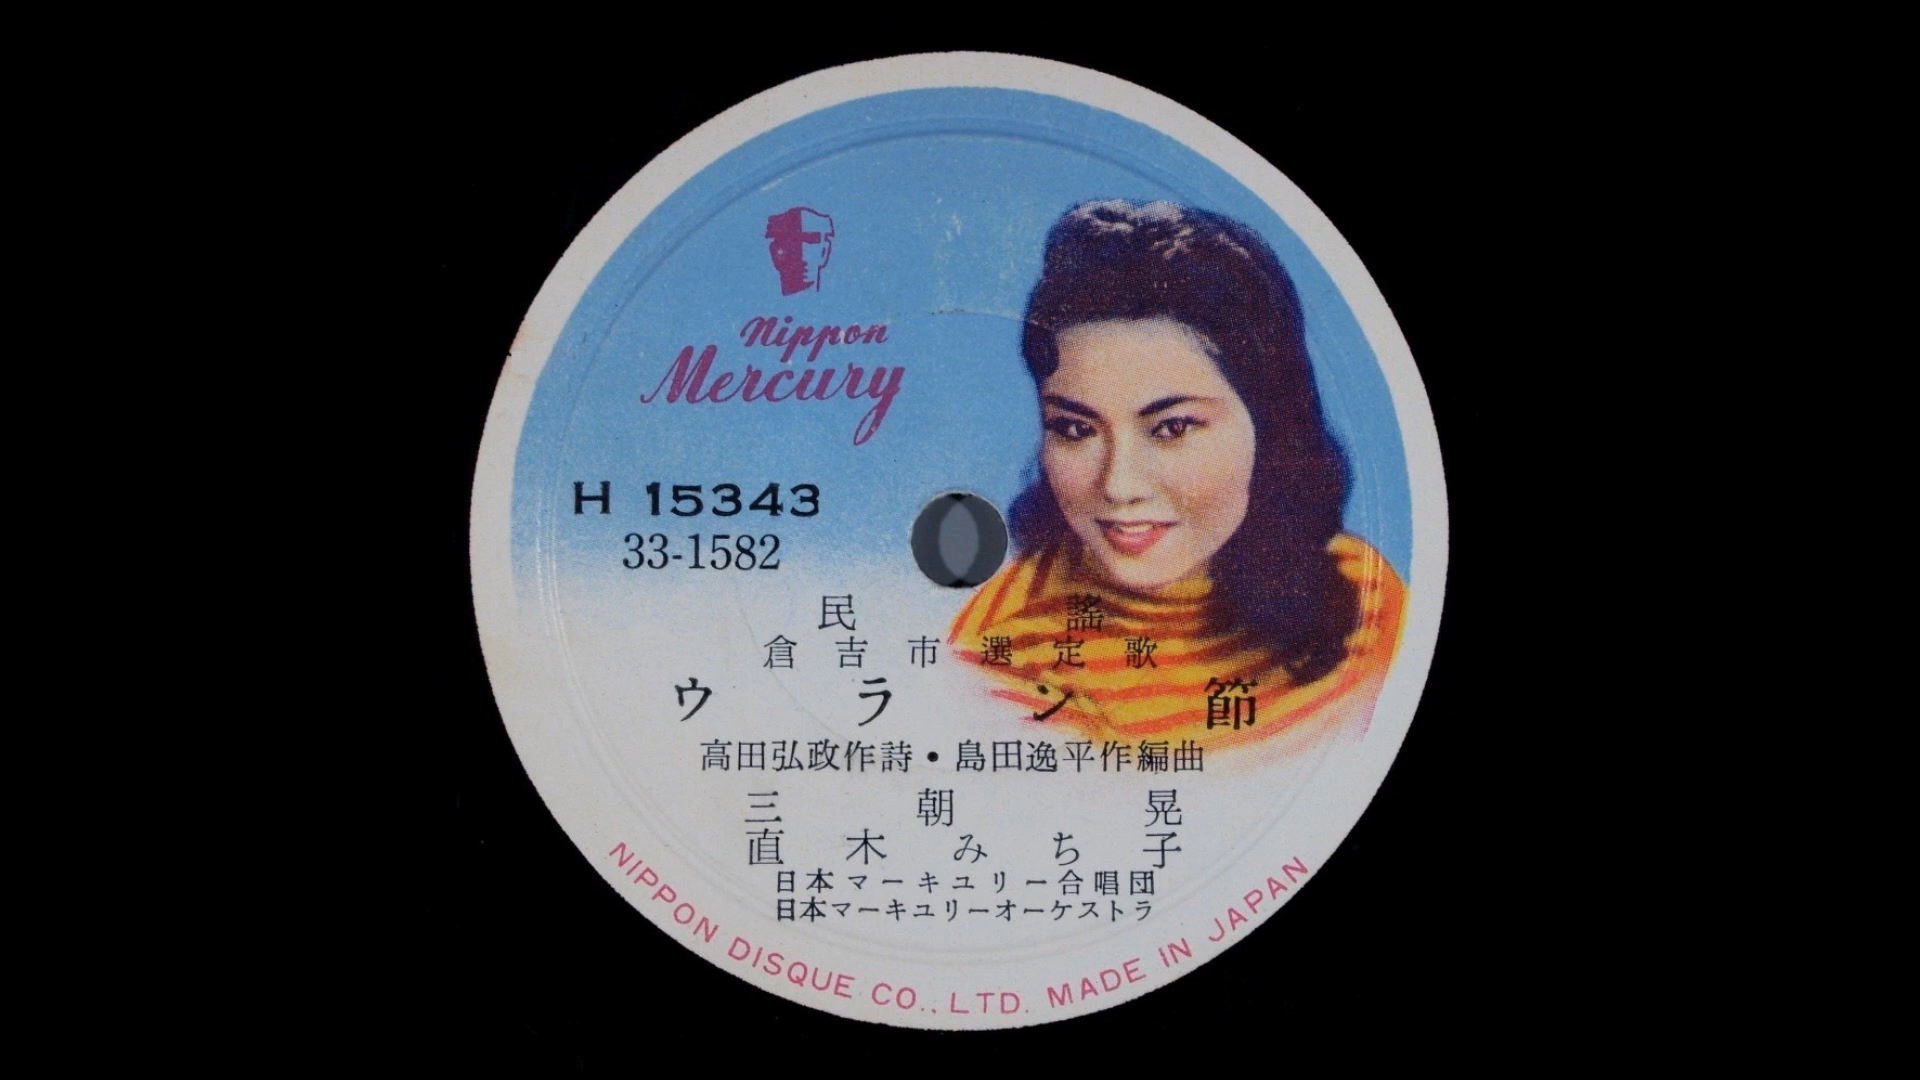 Nippon
Mercury
H 15343
33-1582
民謡
倉吉市選定歌
ウラン節
高田弘政作詩・島田逸平作編曲
三朝晃
直木みち子
日本マーキユリー合唱団
日本マーキユリーオーケストラ
NIPPON DISQUE CO., LTD. MADE IN JAPAN